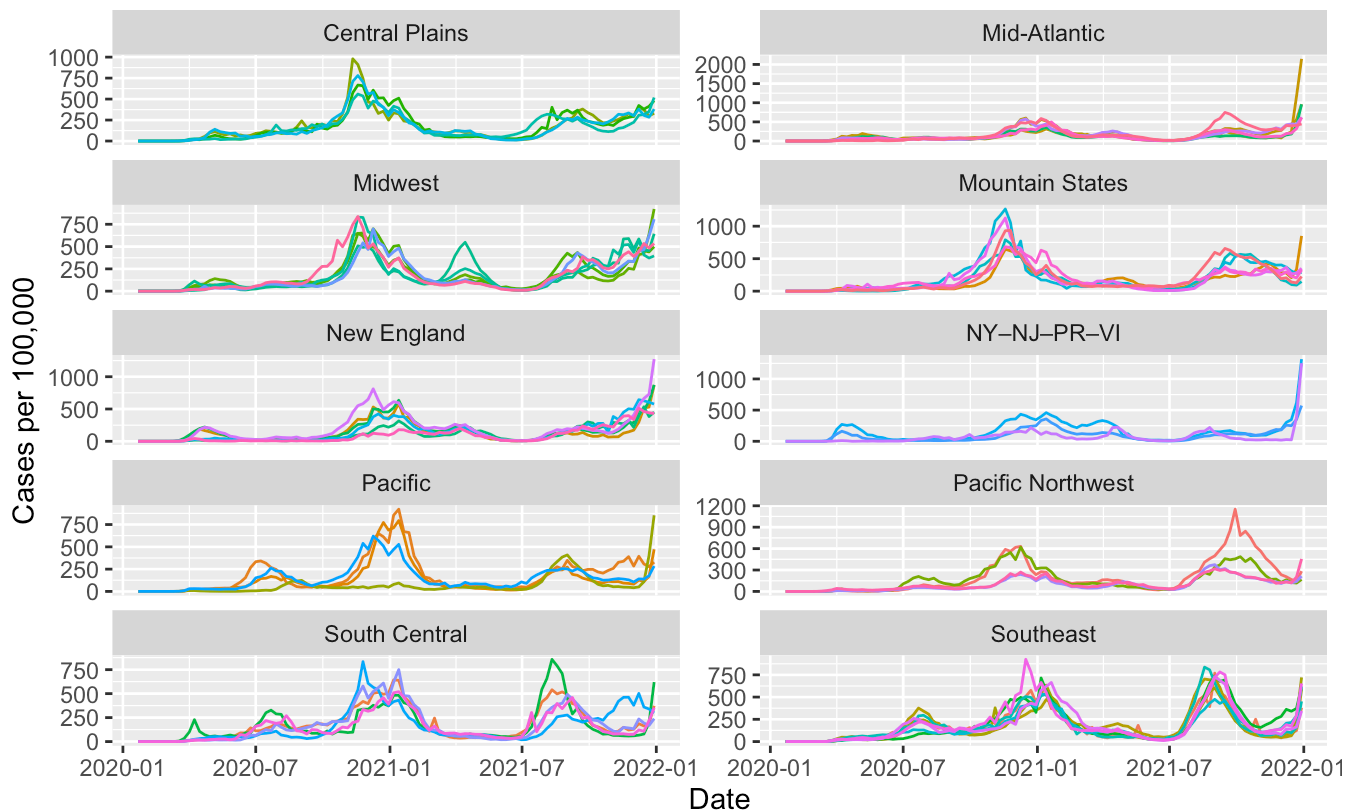 Central Plains
1000
750
500
250
0
Mid-Atlantic
2000
1500
1000
500
0
Midwest
750
500
250
0
Mountain States
1000
500
0
New England
1000
500
0
NY–NJ–PR–VI
1000
500
0
Pacific
750
500
250
0
Pacific Northwest
1200
900
600
300
0
South Central
750
500
250
0
Southeast
750
500
250
0
2020-01 2020-07 2021-01 2021-07 2022-01
2020-01 2020-07 2021-01 2021-07 2022-01
Date
Cases per 100,000